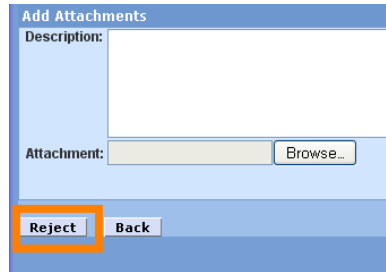 Add Attachments
Description:
Attachment:
Browse...
Reject
Back